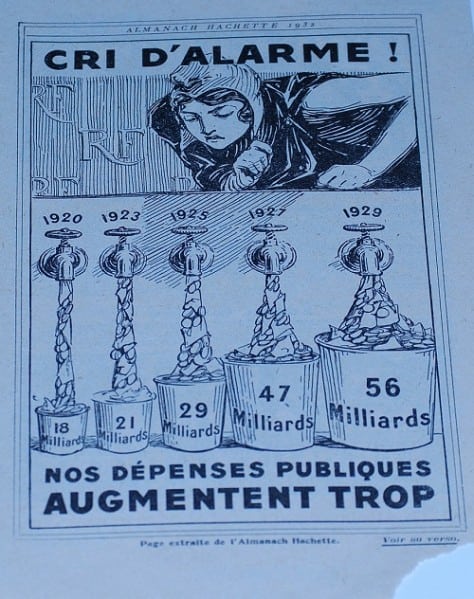 ALMANACH HACHETTE 1932
CRI D'ALARME !
RF
RF
RF
RF
1920 1923 1925 1927 1929
18 Milliards
21 Milliards
29 Milliards
47 Milliards
56 Milliards
NOS DÉPENSES PUBLIQUES
AUGMENTENT TROP
Page extraite de l'Almanach Hachette.
Voir au verso.